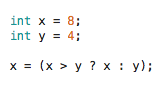 int x = 8;
int y = 4;
x = (x > y ? x : y);